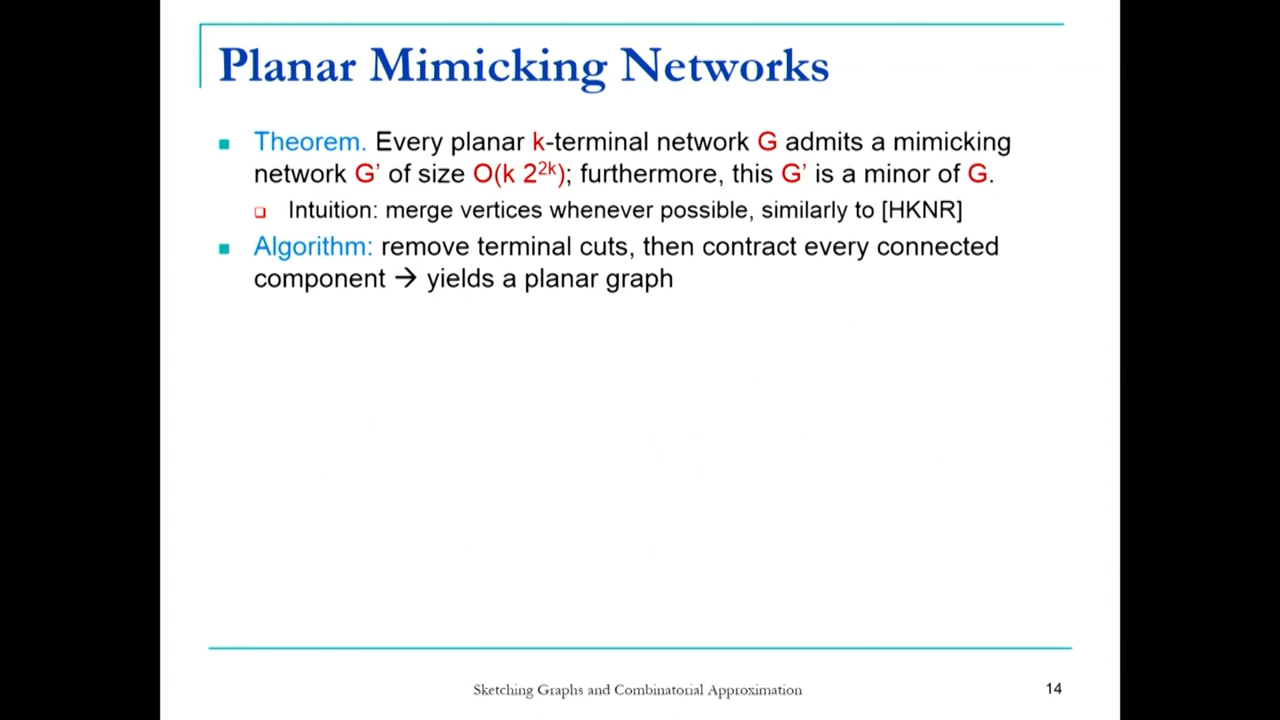 Planar Mimicking Networks
Theorem. Every planar k-terminal network G admits a mimicking
network G’ of size O(k 2²ᵏ); furthermore, this G’ is a minor of G.
Intuition: merge vertices whenever possible, similarly to [HKNR]
Algorithm: remove terminal cuts, then contract every connected
component → yields a planar graph
Sketching Graphs and Combinatorial Approximation
14